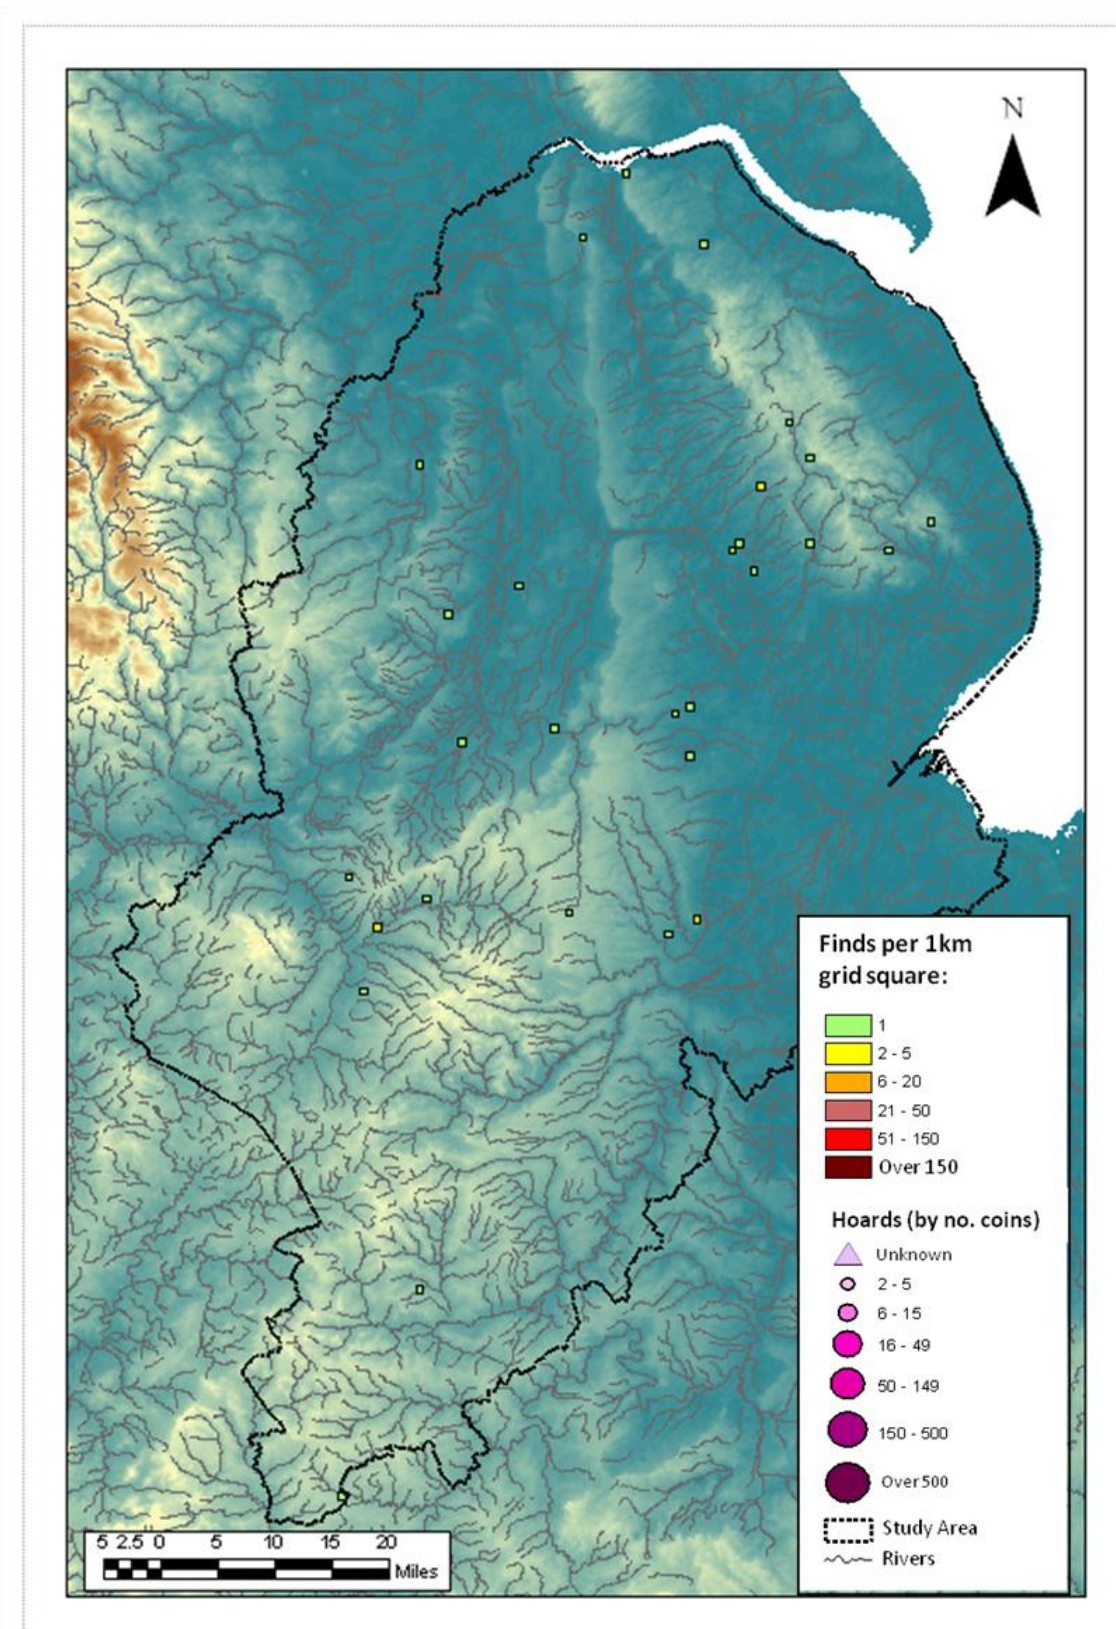 N
Finds per 1km
grid square:
1
2 - 5
6 - 20
21 - 50
51 - 150
Over 150
Hoards (by no. coins)
Unknown
2 - 5
6 - 15
16 - 49
50 - 149
150 - 500
Over 500
Study Area
Rivers
5 2.5 0 5 10 15 20
Miles